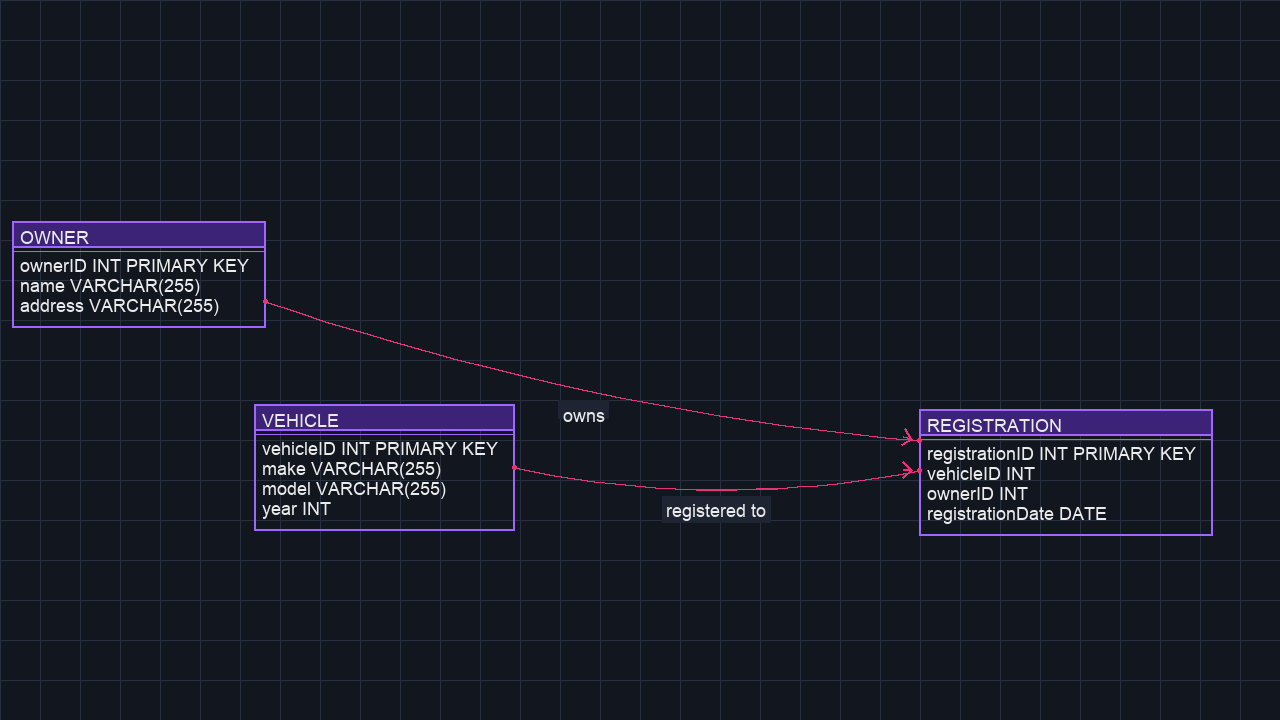 OWNER
ownerID INT PRIMARY KEY
name VARCHAR(255)
address VARCHAR(255)
owns
VEHICLE
vehicleID INT PRIMARY KEY
make VARCHAR(255)
model VARCHAR(255)
year INT
registered to
REGISTRATION
registrationID INT PRIMARY KEY
vehicleID INT
ownerID INT
registrationDate DATE